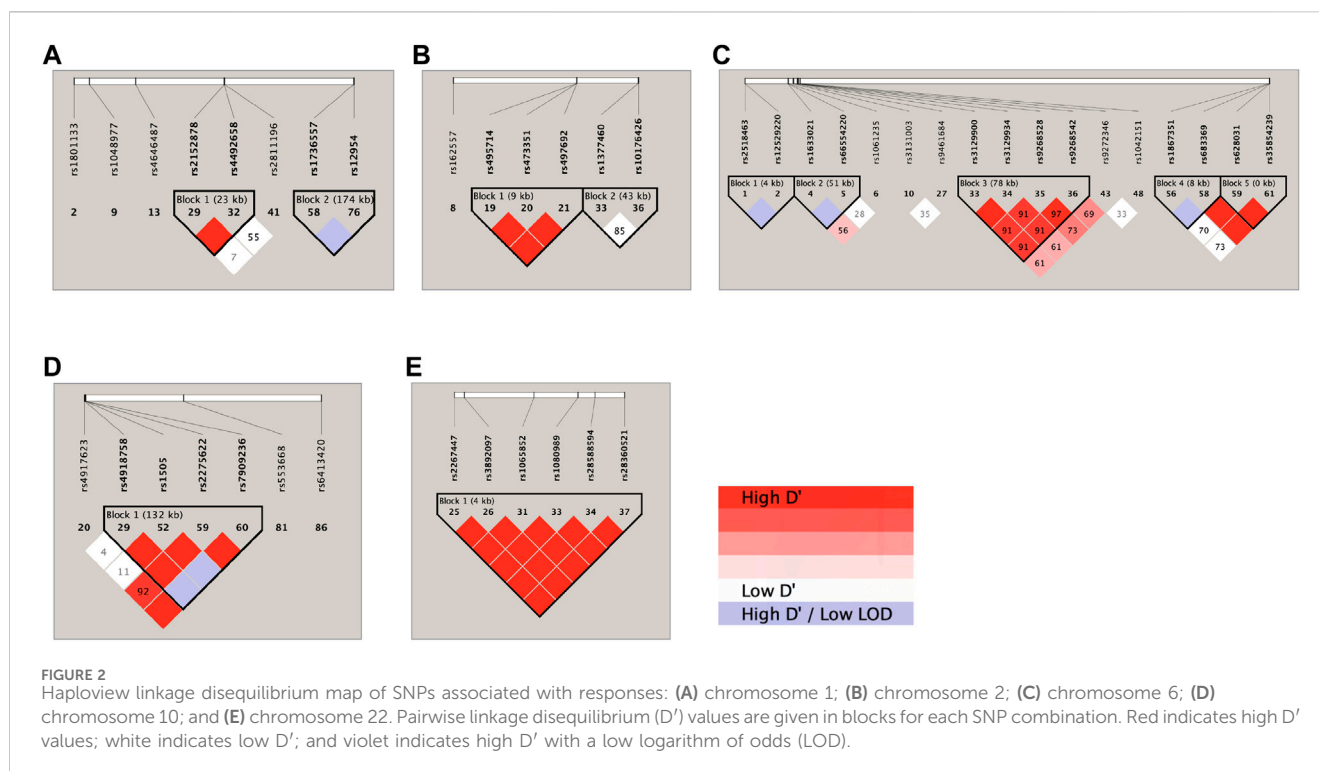 A
rs1801133 rs1048977 rs4646487 rs2152878 rs4492658 rs2811196 rs1736557 rs12954
Block 1 (23 kb) Block 2 (174 kb)
2 9 13 29 32 41 58 76
55
7
B
rs162557 rs495714 rs473351 rs497692 rs1377460 rs10176426
Block 1 (9 kb) Block 2 (43 kb)
8 19 20 21 33 36
85
C
rs2518463 rs12529220 rs1633021 rs66554220 rs1061235 rs3131003 rs9461684 rs3129900 rs3129934 rs9268528 rs9268542 rs9272346 rs1042151 rs1867351 rs683369 rs628031 rs35854239
Block 1 (4 kb) Block 2 (51 kb) Block 3 (78 kb) Block 4 (8 kb) Block 5 (0 kb)
1 2 4 5 6 10 27 33 34 35 36 43 48 56 58 59 61
28 35 91 97 69 33
56 91 91 73 70
91 61 73
61
D
rs4917623 rs4918758 rs1505 rs2275622 rs7909236 rs553668 rs6413420
Block 1 (132 kb)
20 29 52 59 60 81 86
4
11
92
E
rs2267447 rs3892097 rs1065852 rs1080989 rs28588594 rs28360521
Block 1 (4 kb)
25 26 31 33 34 37
High D'
Low D'
High D' / Low LOD
FIGURE 2
Haploview linkage disequilibrium map of SNPs associated with responses: (A) chromosome 1; (B) chromosome 2; (C) chromosome 6; (D)
chromosome 10; and (E) chromosome 22. Pairwise linkage disequilibrium (D′) values are given in blocks for each SNP combination. Red indicates high D′
values; white indicates low D′; and violet indicates high D′ with a low logarithm of odds (LOD).